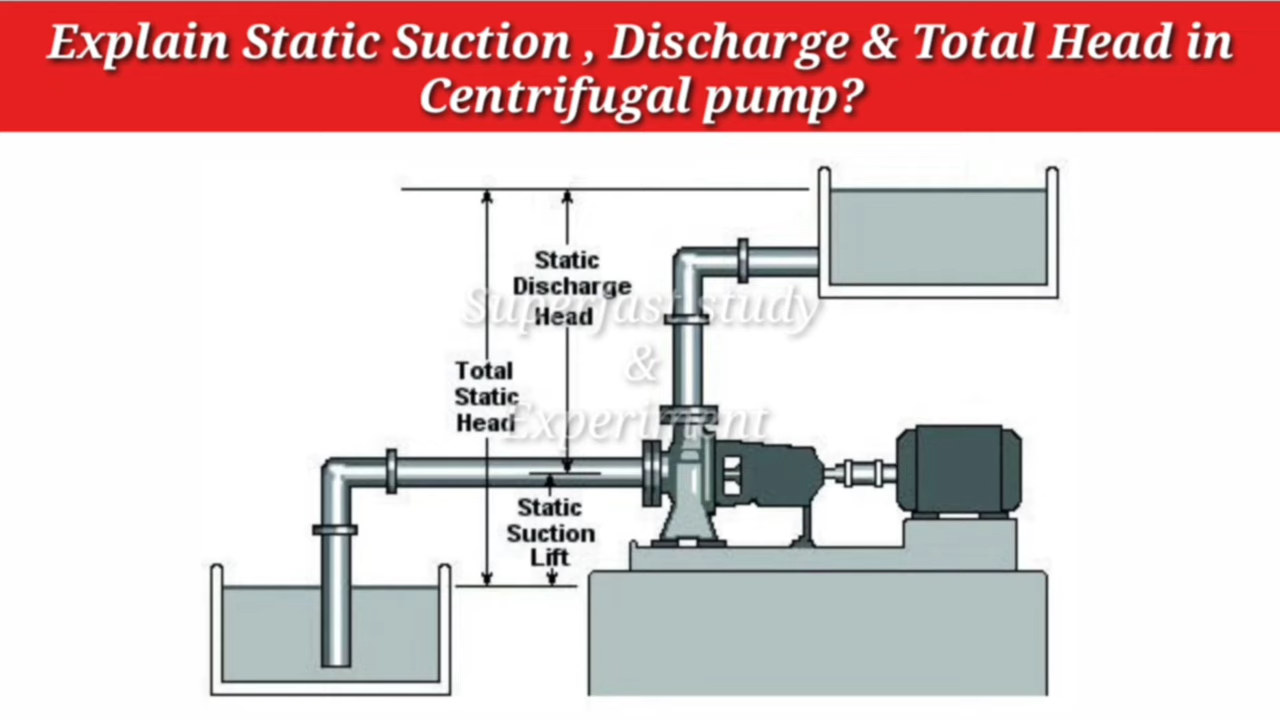 Explain Static Suction , Discharge & Total Head in
Centrifugal pump?
Static
Discharge
Head
Superfast study
&
Experiment
Total
Static
Head
Static
Suction
Lift